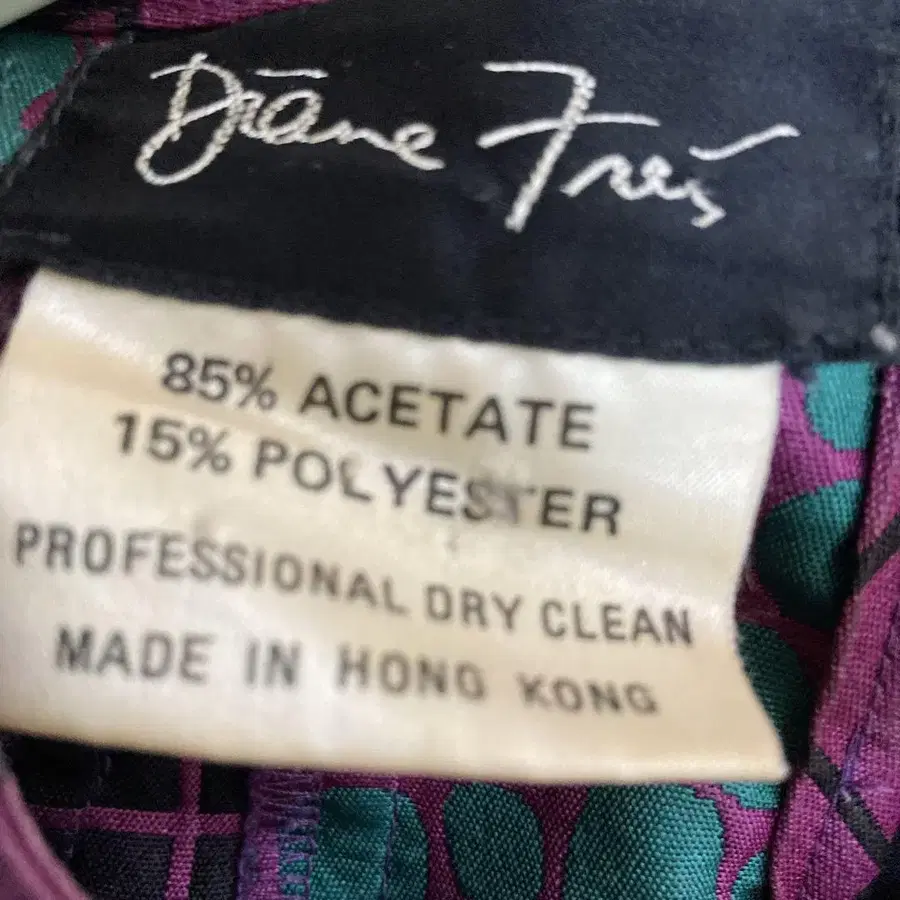 Diane Freis
85% ACETATE
15% POLYESTER
PROFESSIONAL DRY CLEAN
MADE IN HONG KONG